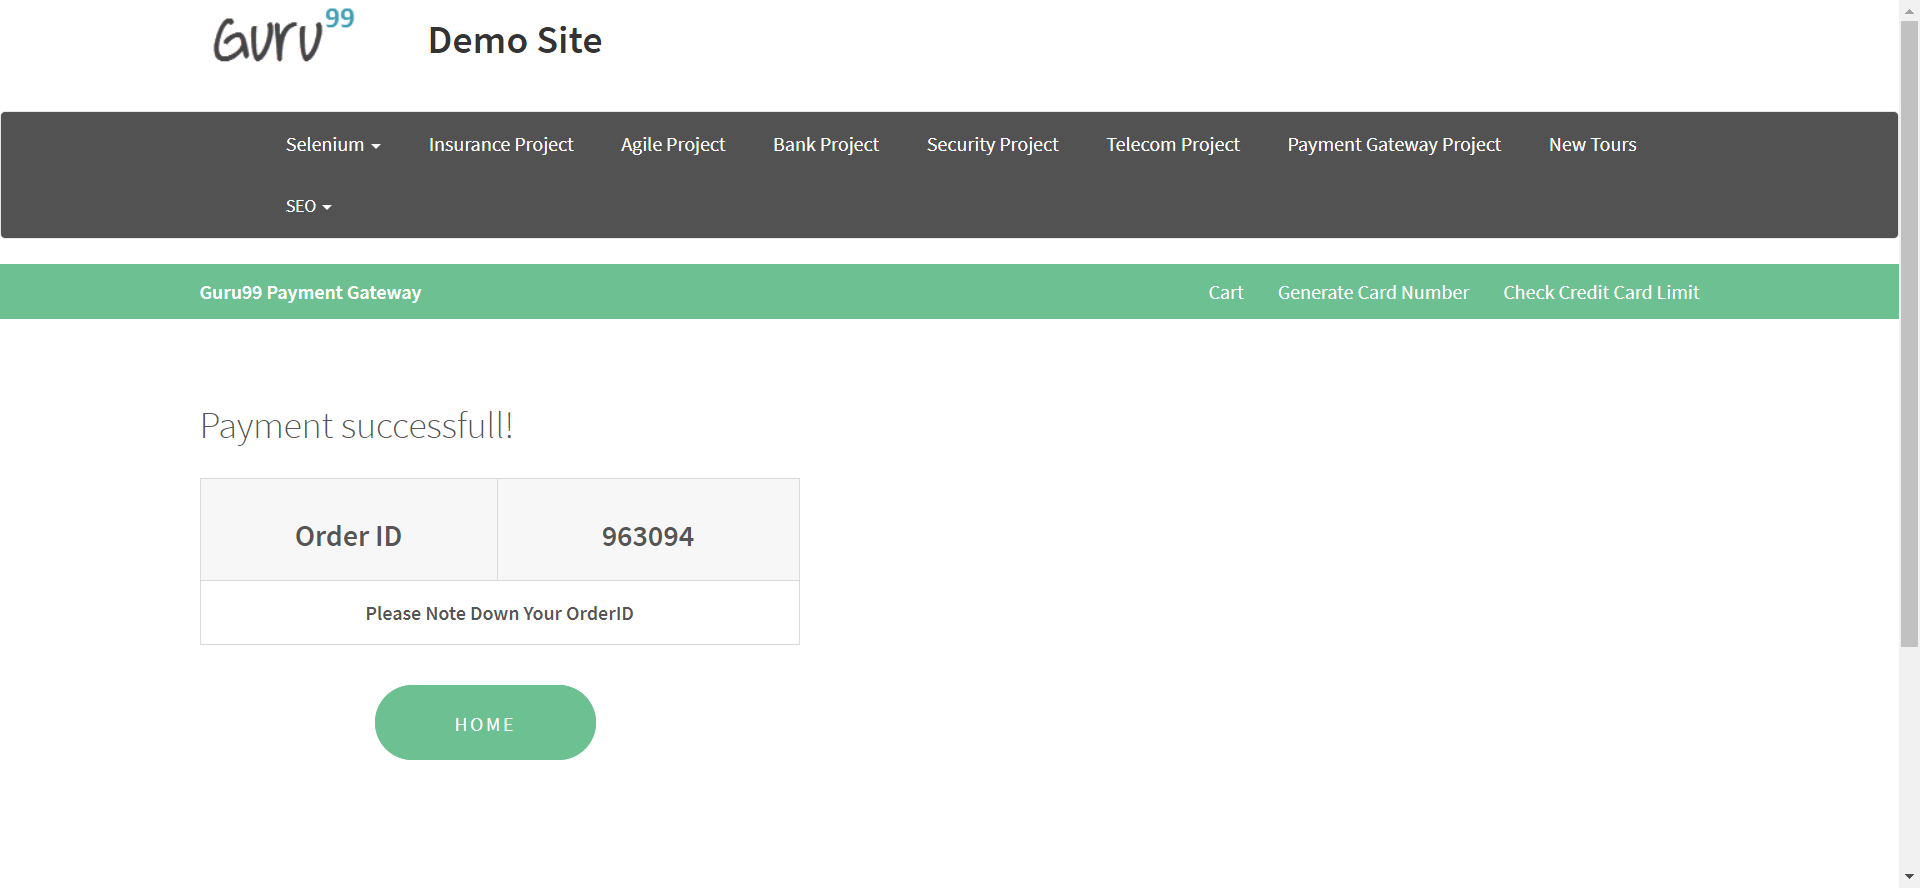 Guru99
Demo Site
Selenium Insurance Project Agile Project Bank Project Security Project Telecom Project Payment Gateway Project New Tours
SEO
Guru99 Payment Gateway Cart Generate Card Number Check Credit Card Limit
Payment successfull!
Order ID 963094
Please Note Down Your OrderID
HOME